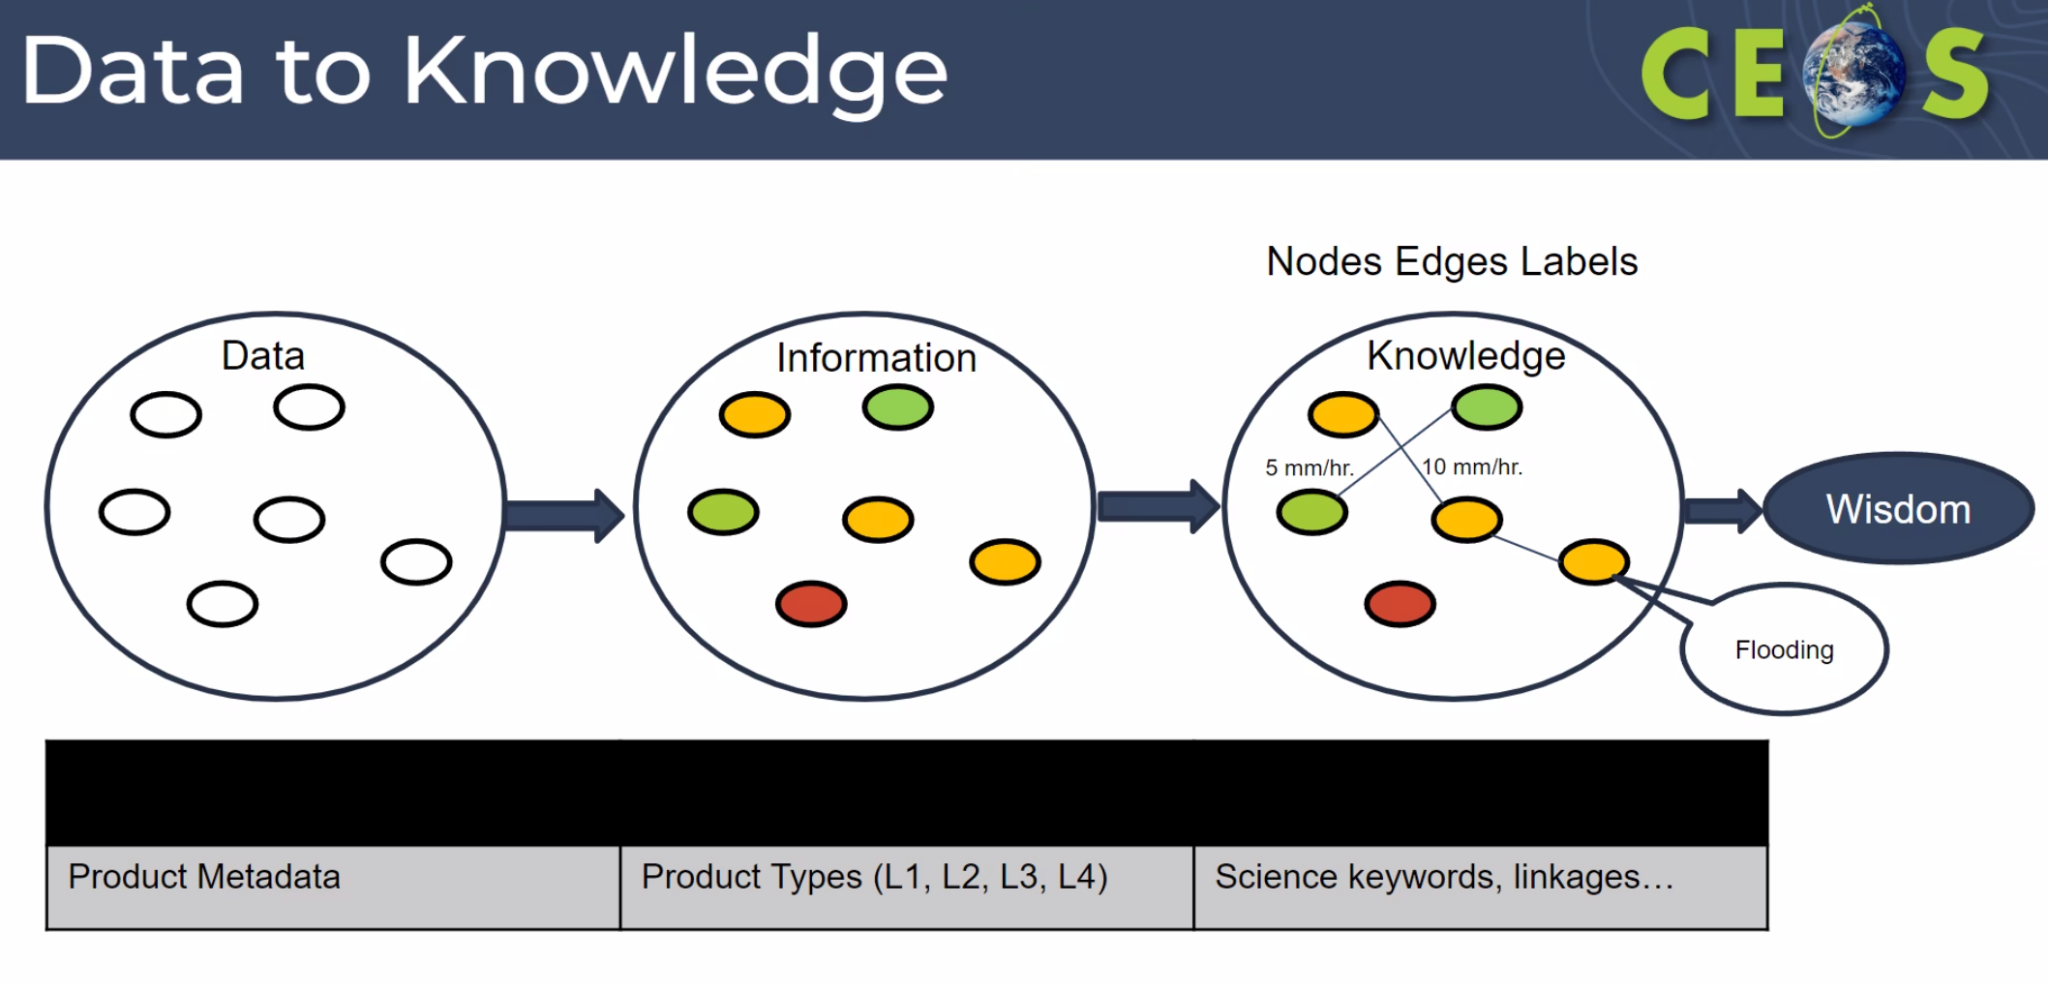 Data to Knowledge
CEOS
Nodes Edges Labels
Data
Information
Knowledge
5 mm/hr.
10 mm/hr.
Wisdom
Flooding
Product Metadata
Product Types (L1, L2, L3, L4)
Science keywords, linkages…